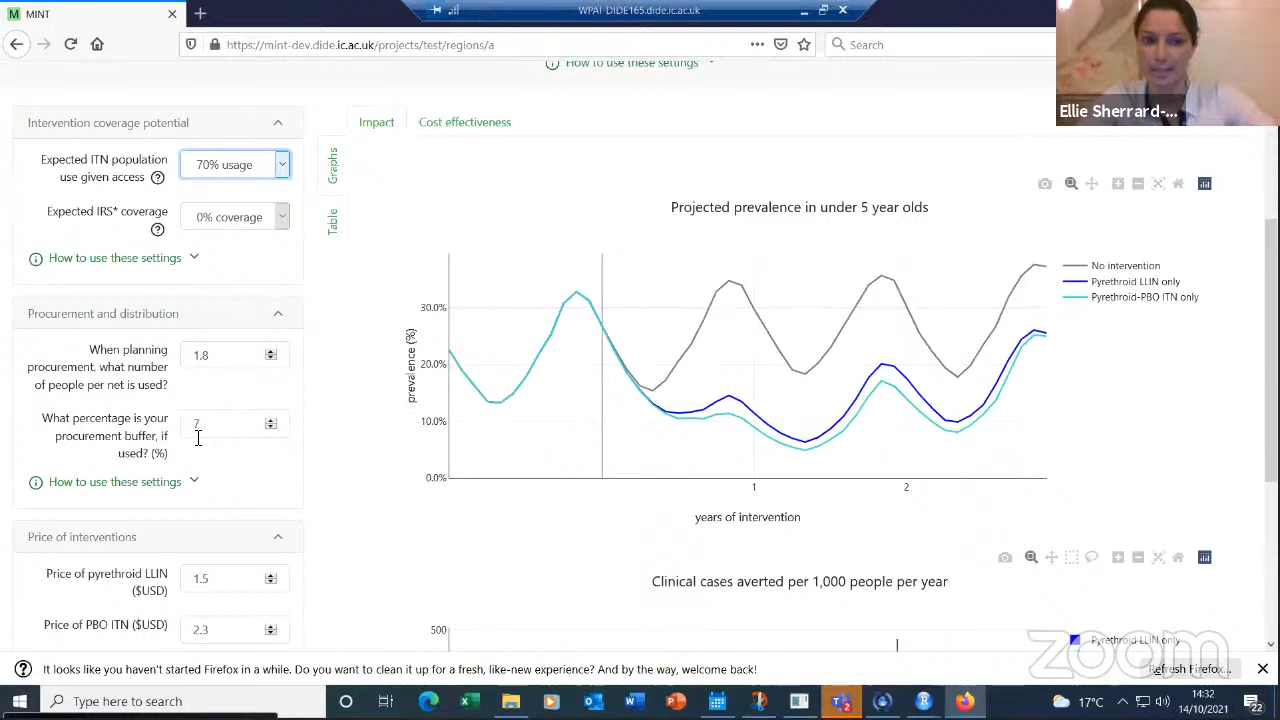 MINT
WPAI-DIDE165.dide.ic.ac.uk
https://mint-dev.dide.ic.ac.uk/projects/test/regions/a
Search
How to use these settings
Ellie Sherrard-...
Intervention coverage potential
Impact
Cost effectiveness
Expected ITN population
use given access
70% usage
Graphs
Expected IRS* coverage
0% coverage
Table
How to use these settings
Projected prevalence in under 5 year olds
No intervention
Pyrethroid LLIN only
Pyrethroid-PBO ITN only
30.0%
20.0%
10.0%
0.0%
prevalence (%)
1
2
years of intervention
Procurement and distribution
When planning
procurement, what number
of people per net is used?
1.8
What percentage is your
procurement buffer, if
used? (%)
7
How to use these settings
Price of interventions
Price of pyrethroid LLIN
($USD)
1.5
Price of PBO ITN ($USD)
2.3
Clinical cases averted per 1,000 people per year
500
Pyrethroid LLIN only
zoom
It looks like you haven't started Firefox in a while. Do you want to clean it up for a fresh, like-new experience? And by the way, welcome back!
Refresh Firefox...
Type here to search
17°C
14:32
14/10/2021
22